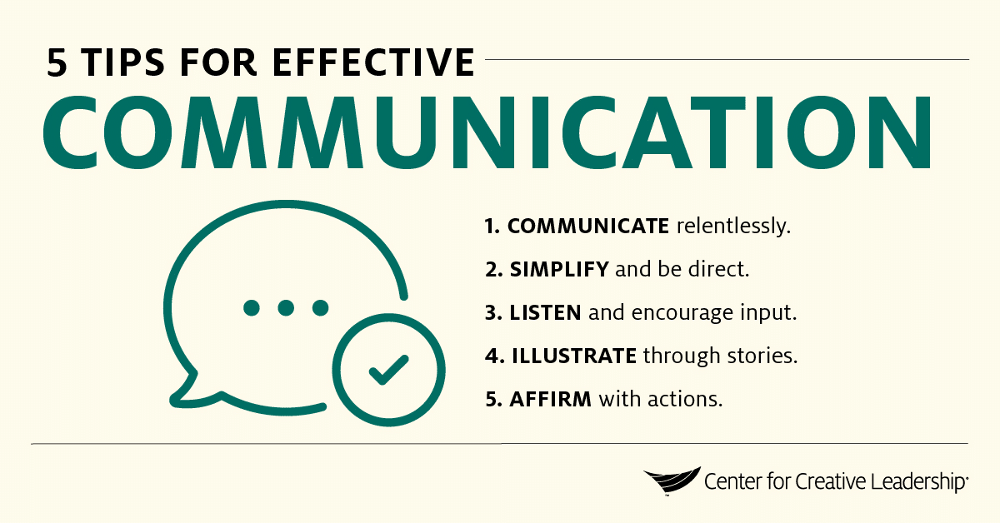 5 TIPS FOR EFFECTIVE
COMMUNICATION
1. COMMUNICATE relentlessly.
2. SIMPLIFY and be direct.
3. LISTEN and encourage input.
4. ILLUSTRATE through stories.
5. AFFIRM with actions.
™ Center for Creative Leadership